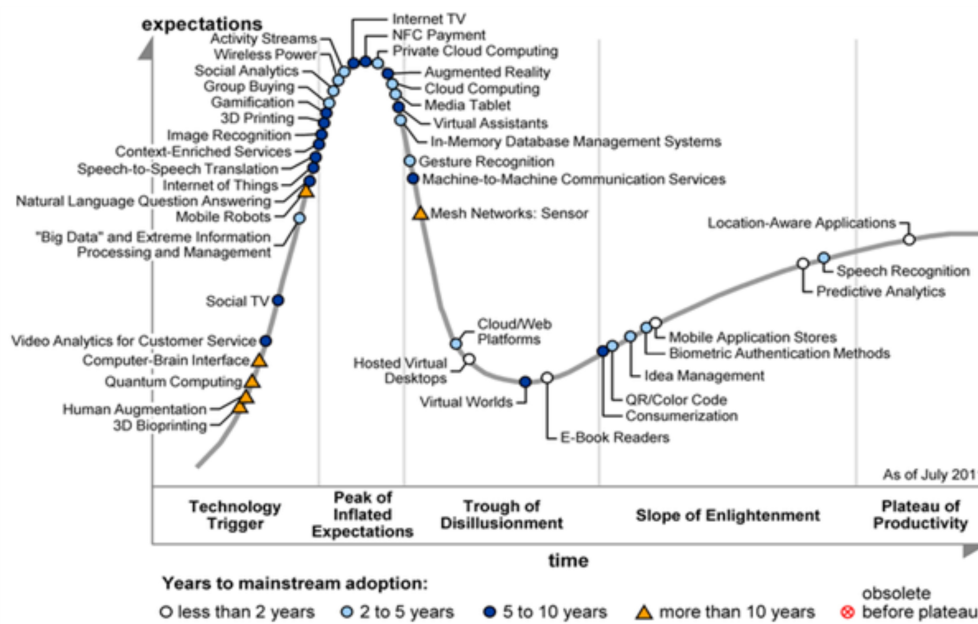 expectations
Internet TV
NFC Payment
Activity Streams
Private Cloud Computing
Wireless Power
Augmented Reality
Social Analytics
Cloud Computing
Group Buying
Media Tablet
Gamification
Virtual Assistants
3D Printing
In-Memory Database Management Systems
Image Recognition
Context-Enriched Services
Gesture Recognition
Speech-to-Speech Translation
Machine-to-Machine Communication Services
Internet of Things
Natural Language Question Answering
Mobile Robots
Mesh Networks: Sensor
"Big Data" and Extreme Information
Processing and Management
Location-Aware Applications
Speech Recognition
Predictive Analytics
Social TV
Video Analytics for Customer Service
Cloud/Web
Platforms
Mobile Application Stores
Computer-Brain Interface
Hosted Virtual
Desktops
Biometric Authentication Methods
Quantum Computing
Idea Management
Human Augmentation
Virtual Worlds
QR/Color Code
3D Bioprinting
Consumerization
E-Book Readers
As of July 201
Technology
Trigger
Peak of
Inflated
Expectations
Trough of
Disillusionment
Slope of Enlightenment
Plateau of
Productivity
time
Years to mainstream adoption:
less than 2 years
2 to 5 years
5 to 10 years
more than 10 years
obsolete
before plateau